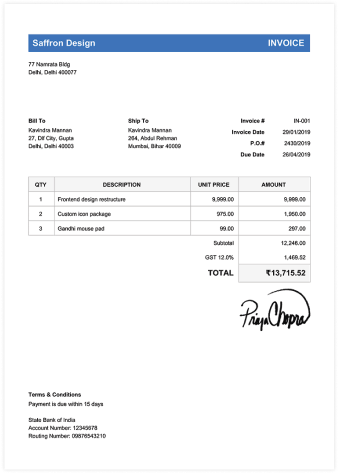 Saffron Design INVOICE
77 Namrata Bldg
Delhi, Delhi 400077
Bill To Ship To Invoice # IN-001
Kavindra Mannan Kavindra Mannan Invoice Date 29/01/2019
27, Dlf City, Gupta 264, Abdul Rehman P.O.# 2430/2019
Delhi, Delhi 40003 Mumbai, Bihar 40009 Due Date 26/04/2019
QTY DESCRIPTION UNIT PRICE AMOUNT
1 Frontend design restructure 9,999.00 9,999.00
2 Custom icon package 975.00 1,950.00
3 Gandhi mouse pad 99.00 297.00
Subtotal 12,246.00
GST 12.0% 1,469.52
TOTAL ₹13,715.52
Priya Chopra
Terms & Conditions
Payment is due within 15 days
State Bank of India
Account Number: 12345678
Routing Number: 09876543210